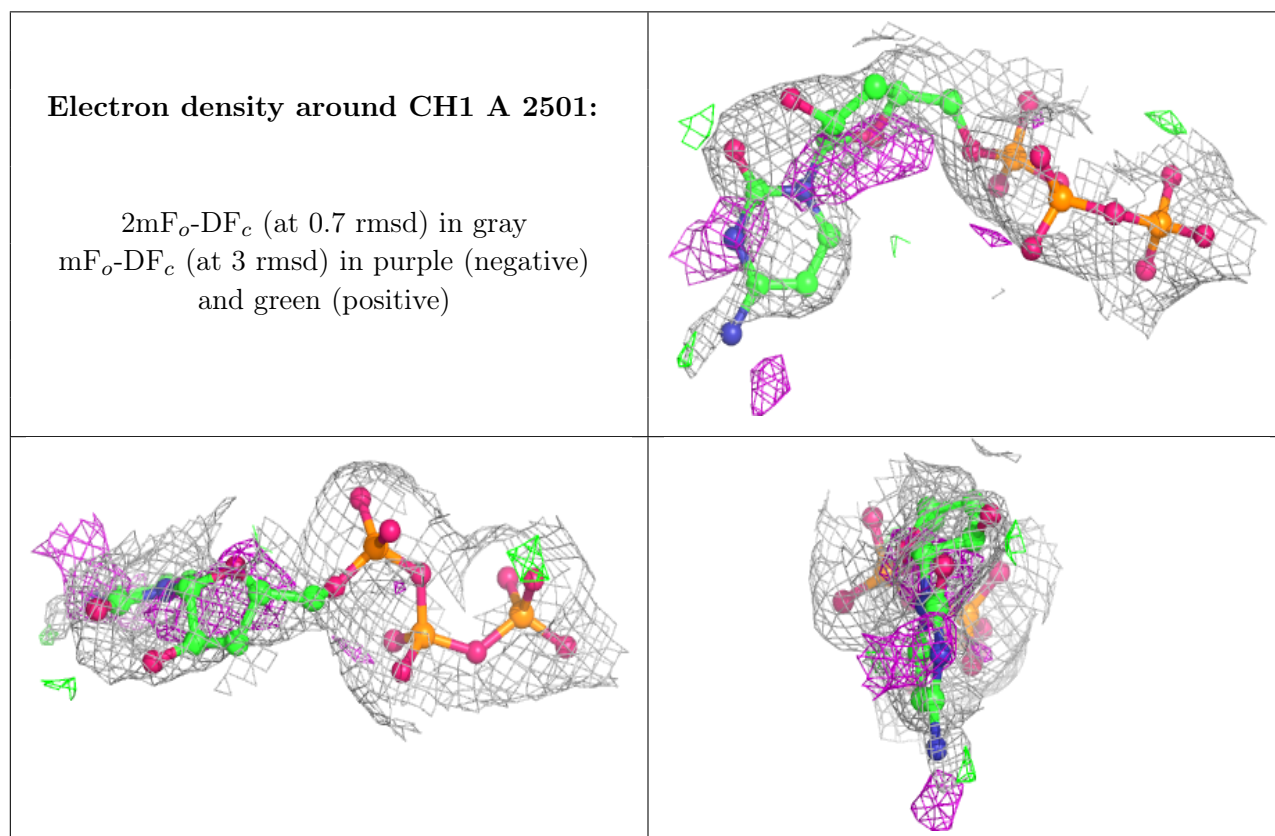 Electron density around CH1 A 2501:
2mFo-DFc (at 0.7 rmsd) in gray
mFo-DFc (at 3 rmsd) in purple (negative)
and green (positive)